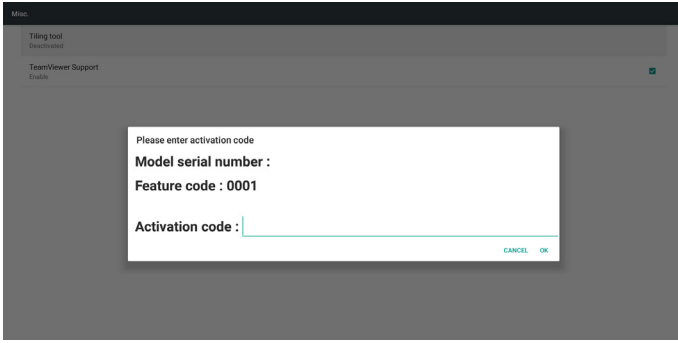 Misc.
Tiling tool
Deactivated
TeamViewer Support
Enable
Please enter activation code
Model serial number :
Feature code : 0001
Activation code :
CANCEL OK